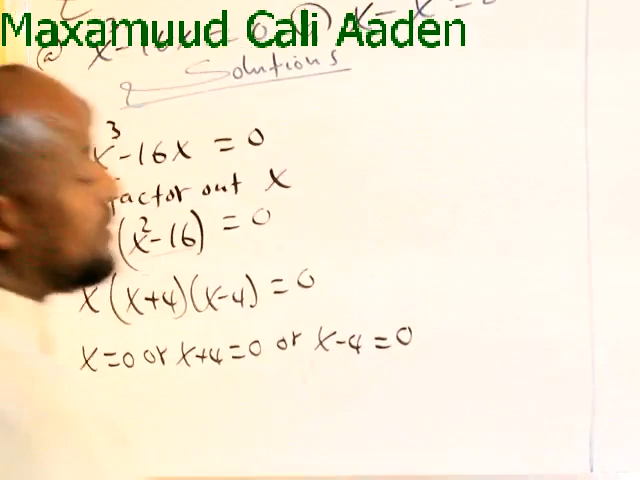 Maxamuud Cali Aaden
Solutions
x³-16x = 0
factor out x
(x²-16) = 0
x(x+4)(x-4) = 0
x=0 or x+4=0 or x-4=0